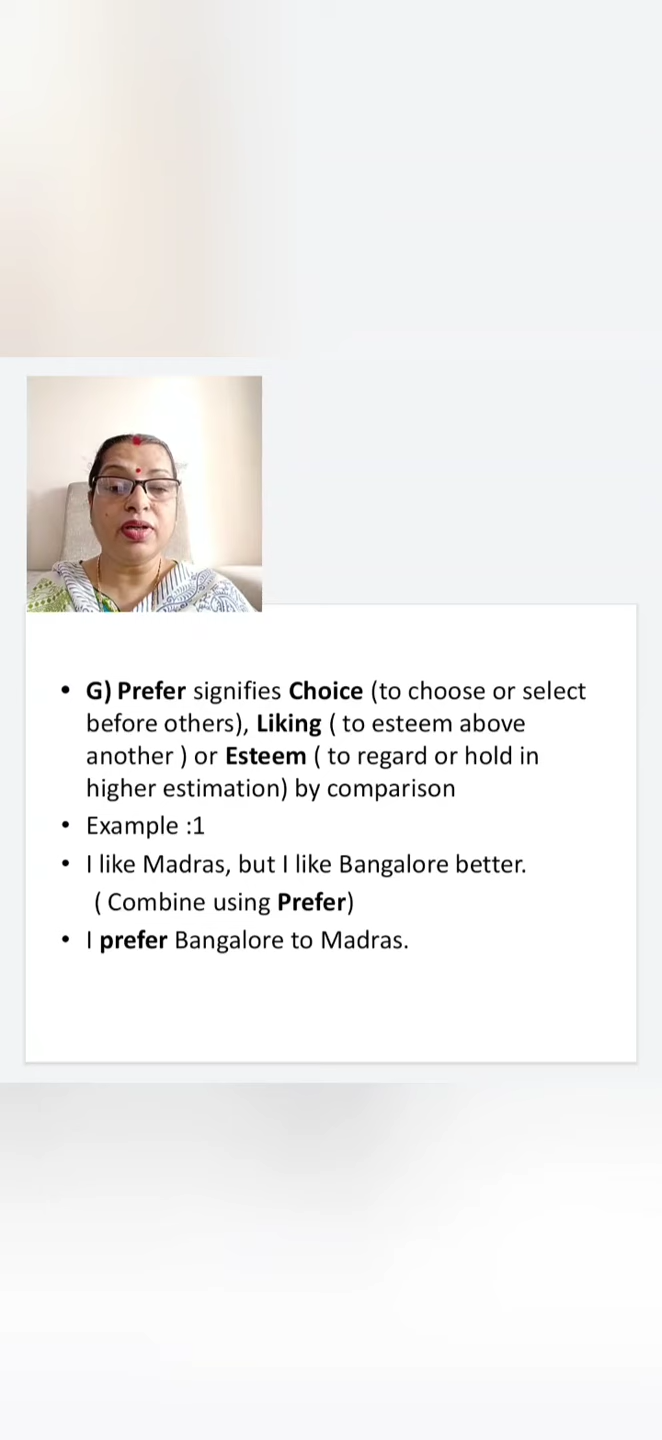 • G) Prefer signifies Choice (to choose or select
before others), Liking ( to esteem above
another ) or Esteem ( to regard or hold in
higher estimation) by comparison
• Example :1
• I like Madras, but I like Bangalore better.
( Combine using Prefer)
• I prefer Bangalore to Madras.